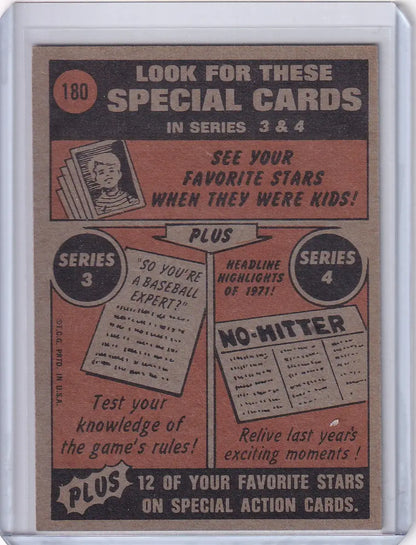 180
LOOK FOR THESE
SPECIAL CARDS
IN SERIES 3 & 4
SEE YOUR
FAVORITE STARS
WHEN THEY WERE KIDS!
PLUS
SERIES
3
"SO YOU'RE
A BASEBALL
EXPERT?"
Test your
knowledge of
the game's rules!
HEADLINE
HIGHLIGHTS
OF 1971!
SERIES
4
NO-HITTER
Relive last year's
exciting moments!
© T.C.G. PRTD. IN U.S.A.
PLUS
12 OF YOUR FAVORITE STARS
ON SPECIAL ACTION CARDS.